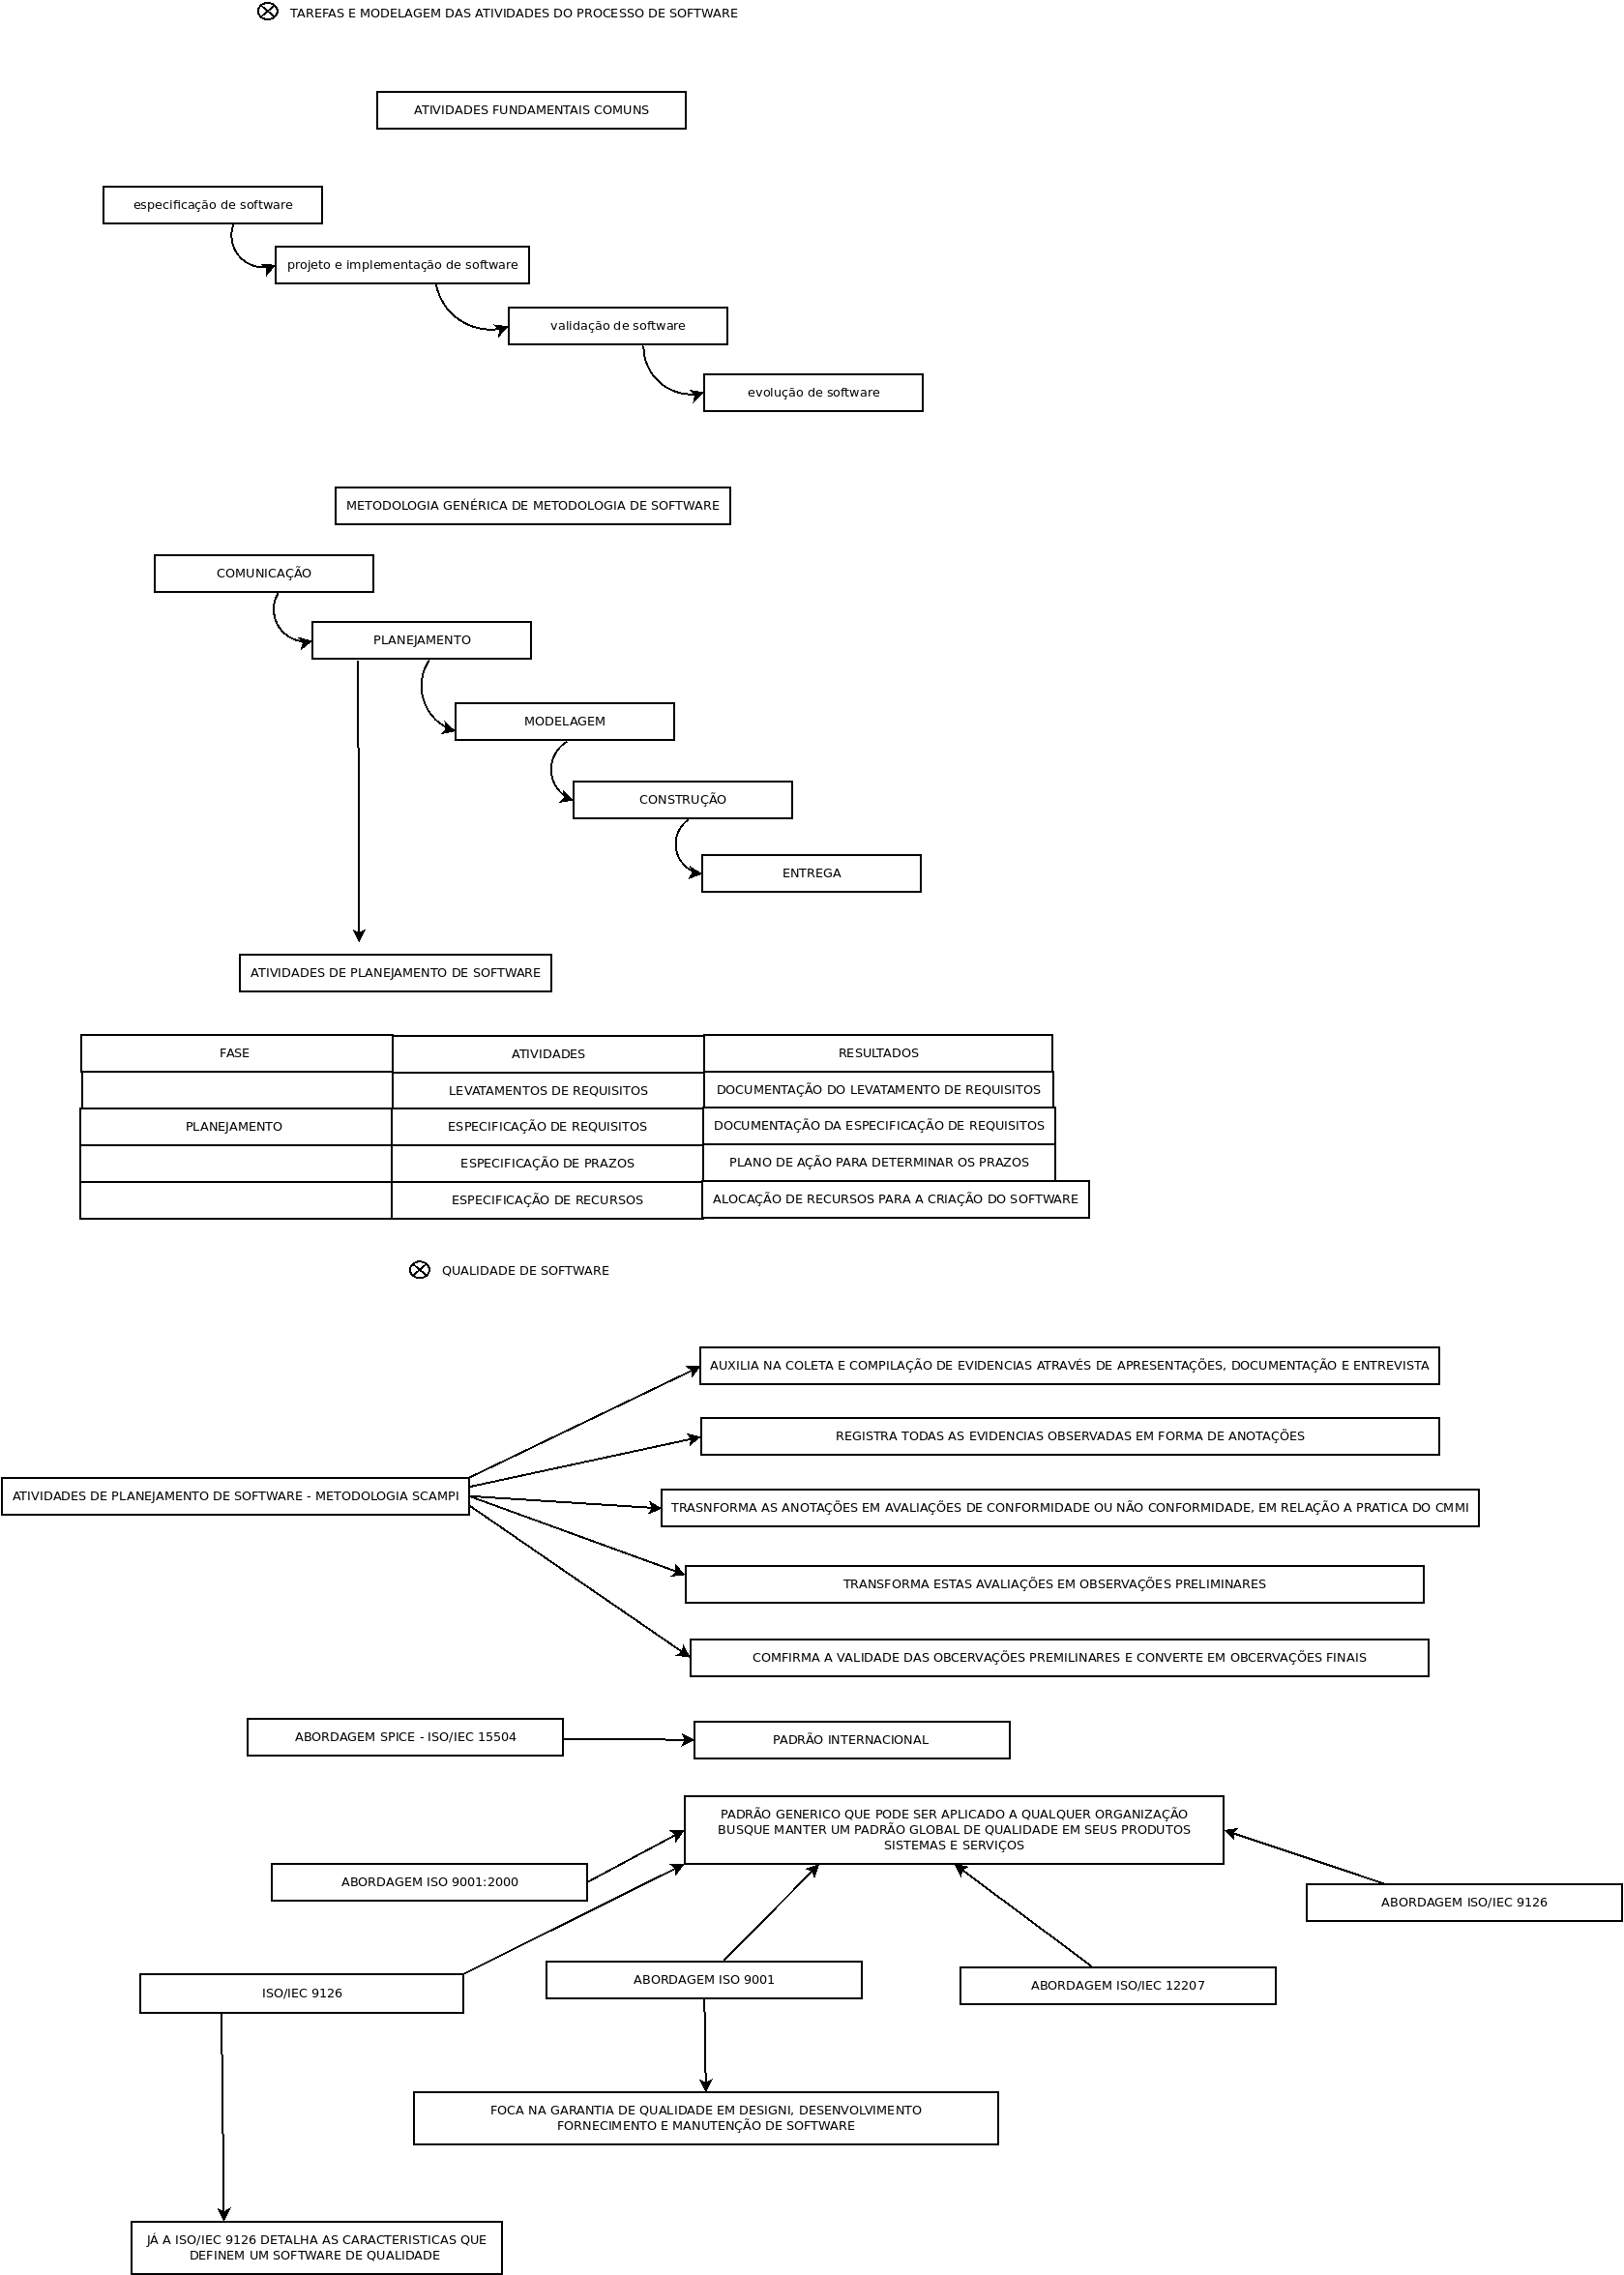 TAREFAS E MODELAGEM DAS ATIVIDADES DO PROCESSO DE SOFTWARE
ATIVIDADES FUNDAMENTAIS COMUNS
especificação de software
projeto e implementação de software
validação de software
evolução de software
METODOLOGIA GENÉRICA DE METODOLOGIA DE SOFTWARE
COMUNICAÇÃO
PLANEJAMENTO
MODELAGEM
CONSTRUÇÃO
ENTREGA
ATIVIDADES DE PLANEJAMENTO DE SOFTWARE
FASE
ATIVIDADES
RESULTADOS
LEVATAMENTOS DE REQUISITOS
DOCUMENTAÇÃO DO LEVATAMENTO DE REQUISITOS
PLANEJAMENTO
ESPECIFICAÇÃO DE REQUISITOS
DOCUMENTAÇÃO DA ESPECIFICAÇÃO DE REQUISITOS
ESPECIFICAÇÃO DE PRAZOS
PLANO DE AÇÃO PARA DETERMINAR OS PRAZOS
ESPECIFICAÇÃO DE RECURSOS
ALOCAÇÃO DE RECURSOS PARA A CRIAÇÃO DO SOFTWARE
QUALIDADE DE SOFTWARE
AUXILIA NA COLETA E COMPILAÇÃO DE EVIDENCIAS ATRAVÉS DE APRESENTAÇÕES, DOCUMENTAÇÃO E ENTREVISTA
REGISTRA TODAS AS EVIDENCIAS OBSERVADAS EM FORMA DE ANOTAÇÕES
ATIVIDADES DE PLANEJAMENTO DE SOFTWARE - METODOLOGIA SCAMPI
TRASNFORMA AS ANOTAÇÕES EM AVALIAÇÕES DE CONFORMIDADE OU NÃO CONFORMIDADE, EM RELAÇÃO A PRATICA DO CMMI
TRANSFORMA ESTAS AVALIAÇÕES EM OBSERVAÇÕES PRELIMINARES
COMFIRMA A VALIDADE DAS OBCERVAÇÕES PREMILINARES E CONVERTE EM OBCERVAÇÕES FINAIS
ABORDAGEM SPICE - ISO/IEC 15504
PADRÃO INTERNACIONAL
PADRÃO GENERICO QUE PODE SER APLICADO A QUALQUER ORGANIZAÇÃO
BUSQUE MANTER UM PADRÃO GLOBAL DE QUALIDADE EM SEUS PRODUTOS
SISTEMAS E SERVIÇOS
ABORDAGEM ISO 9001:2000
ABORDAGEM ISO/IEC 9126
ISO/IEC 9126
ABORDAGEM ISO 9001
ABORDAGEM ISO/IEC 12207
FOCA NA GARANTIA DE QUALIDADE EM DESIGNI, DESENVOLVIMENTO
FORNECIMENTO E MANUTENÇÃO DE SOFTWARE
JÁ A ISO/IEC 9126 DETALHA AS CARACTERISTICAS QUE
DEFINEM UM SOFTWARE DE QUALIDADE